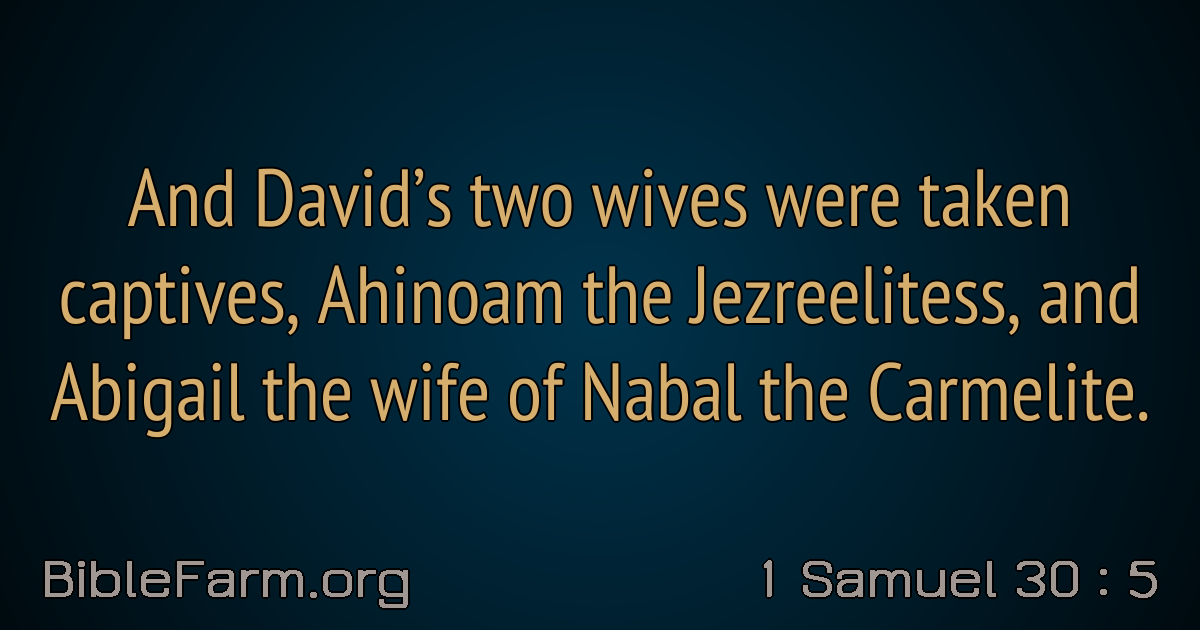 And David’s two wives were taken
captives, Ahinoam the Jezreelitess, and
Abigail the wife of Nabal the Carmelite.
BibleFarm.org
1 Samuel 30 : 5